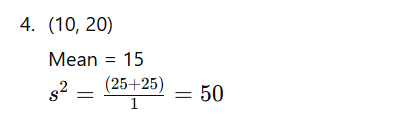 4. (10, 20)
Mean = 15
s² = (25+25)/1 = 50